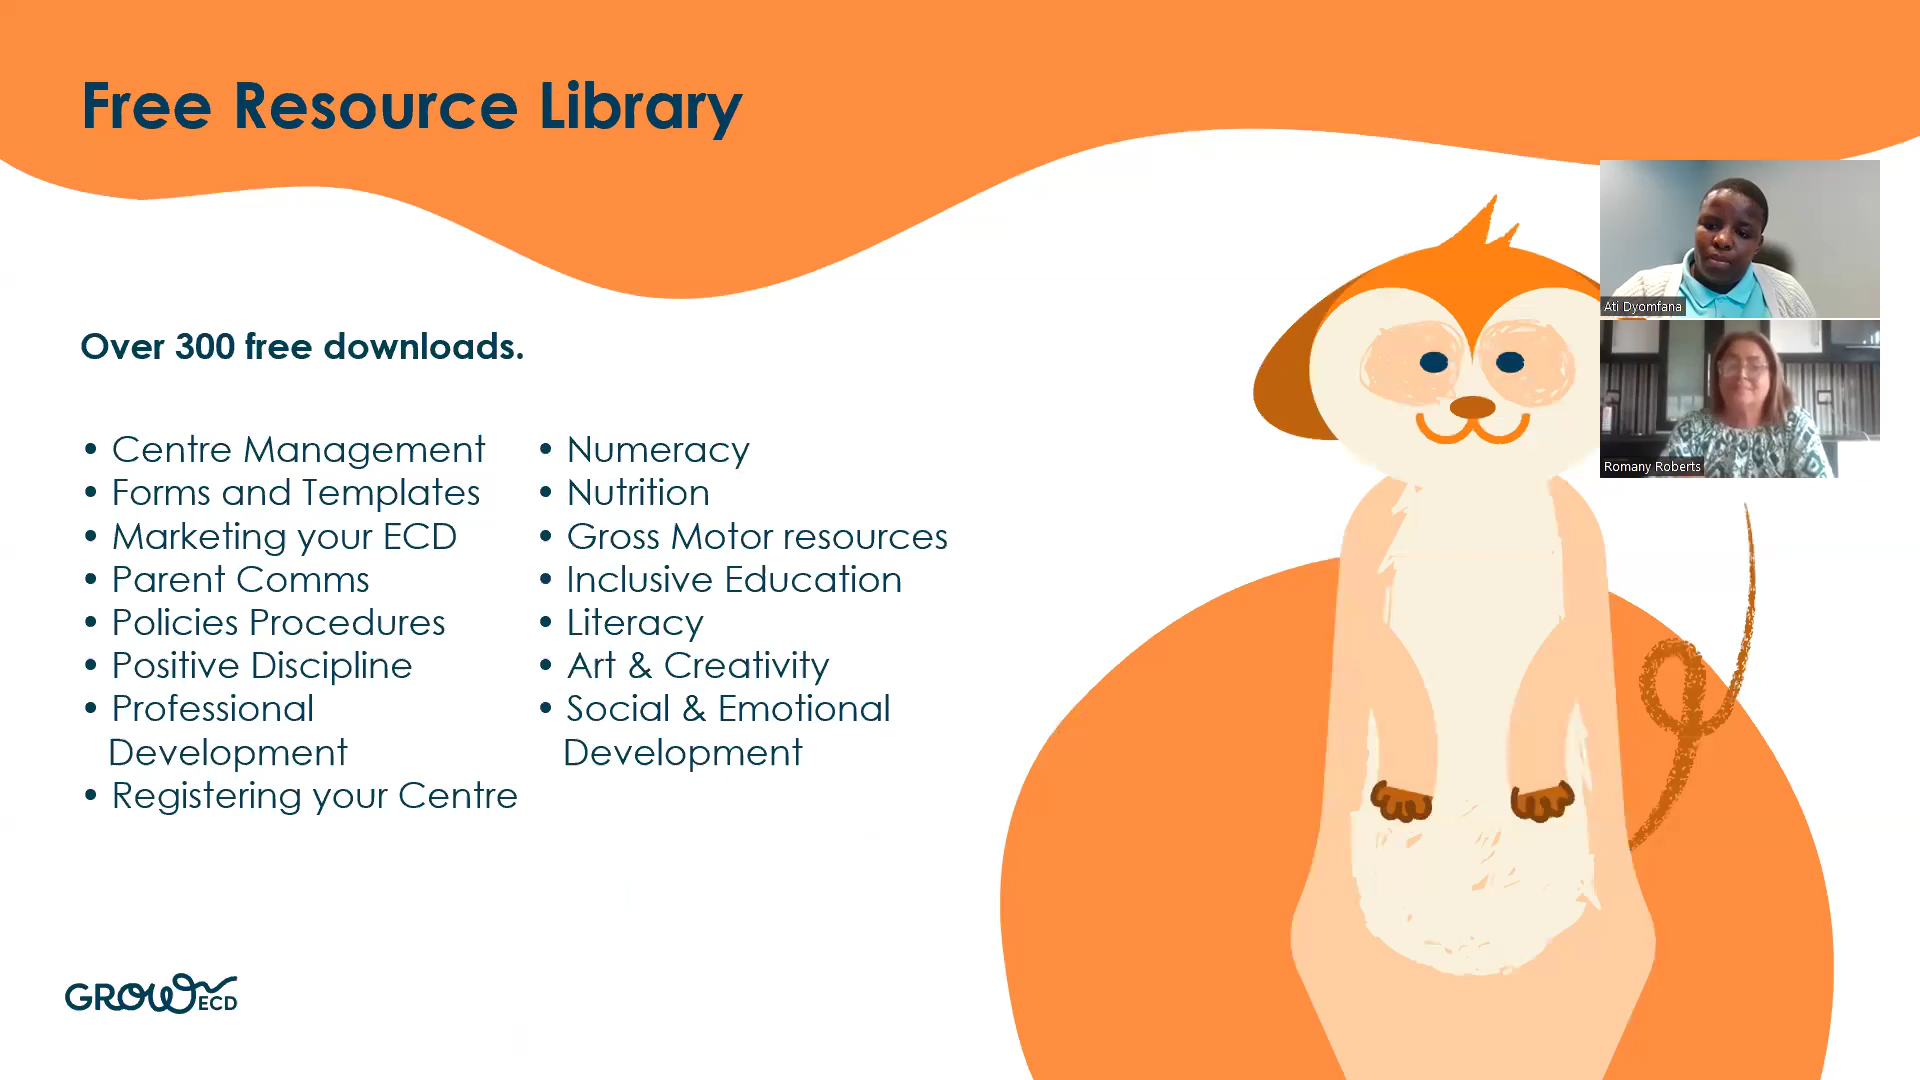 Free Resource Library
Over 300 free downloads.
• Centre Management
• Forms and Templates
• Marketing your ECD
• Parent Comms
• Policies Procedures
• Positive Discipline
• Professional
Development
• Registering your Centre
• Numeracy
• Nutrition
• Gross Motor resources
• Inclusive Education
• Literacy
• Art & Creativity
• Social & Emotional
Development
Ati Dyomfana
Romany Roberts
GROW ECD